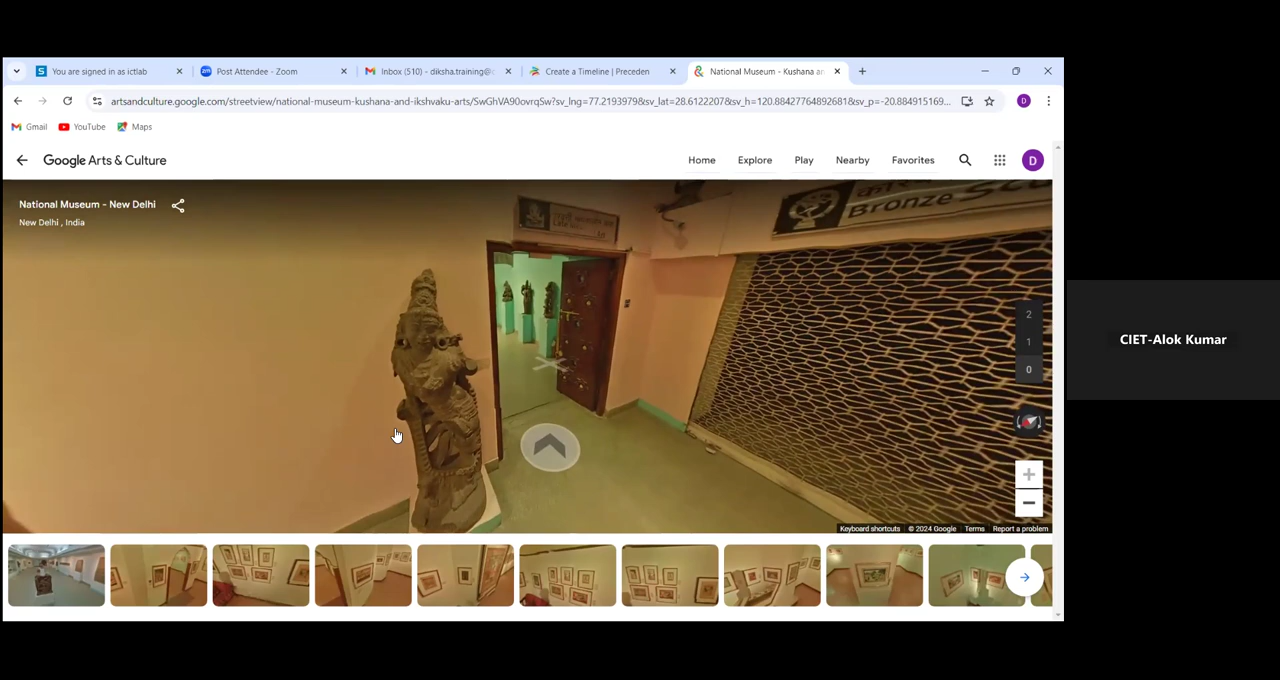 You are signed in as ictlab
Post Attendee - Zoom
Inbox (510) - diksha.training@c
Create a Timeline | Preceden
National Museum - Kushana an
artsandculture.google.com/streetview/national-museum-kushana-and-ikshvaku-arts/SwGhVA90ovrqSw?sv_lng=77.2193979&sv_lat=28.6122207&sv_h=120.88427764892681&sv_p=-20.884915169...
D
Gmail
YouTube
Maps
Google Arts & Culture
Home
Explore
Play
Nearby
Favorites
D
National Museum - New Delhi
New Delhi , India
Bronze
2
1
0
CIET-Alok Kumar
Keyboard shortcuts
© 2024 Google
Terms
Report a problem